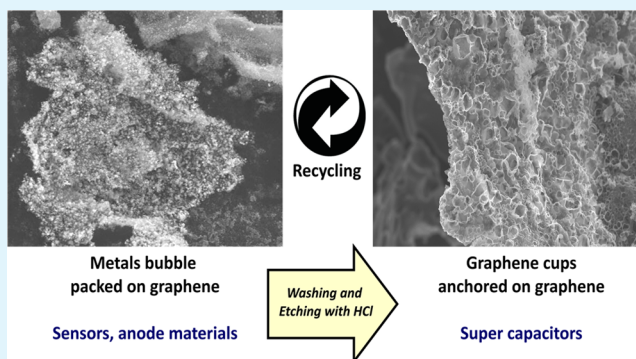 Recycling
Metals bubble
packed on graphene
Sensors, anode materials
Washing and
Etching with HCl
Graphene cups
anchored on graphene
Super capacitors